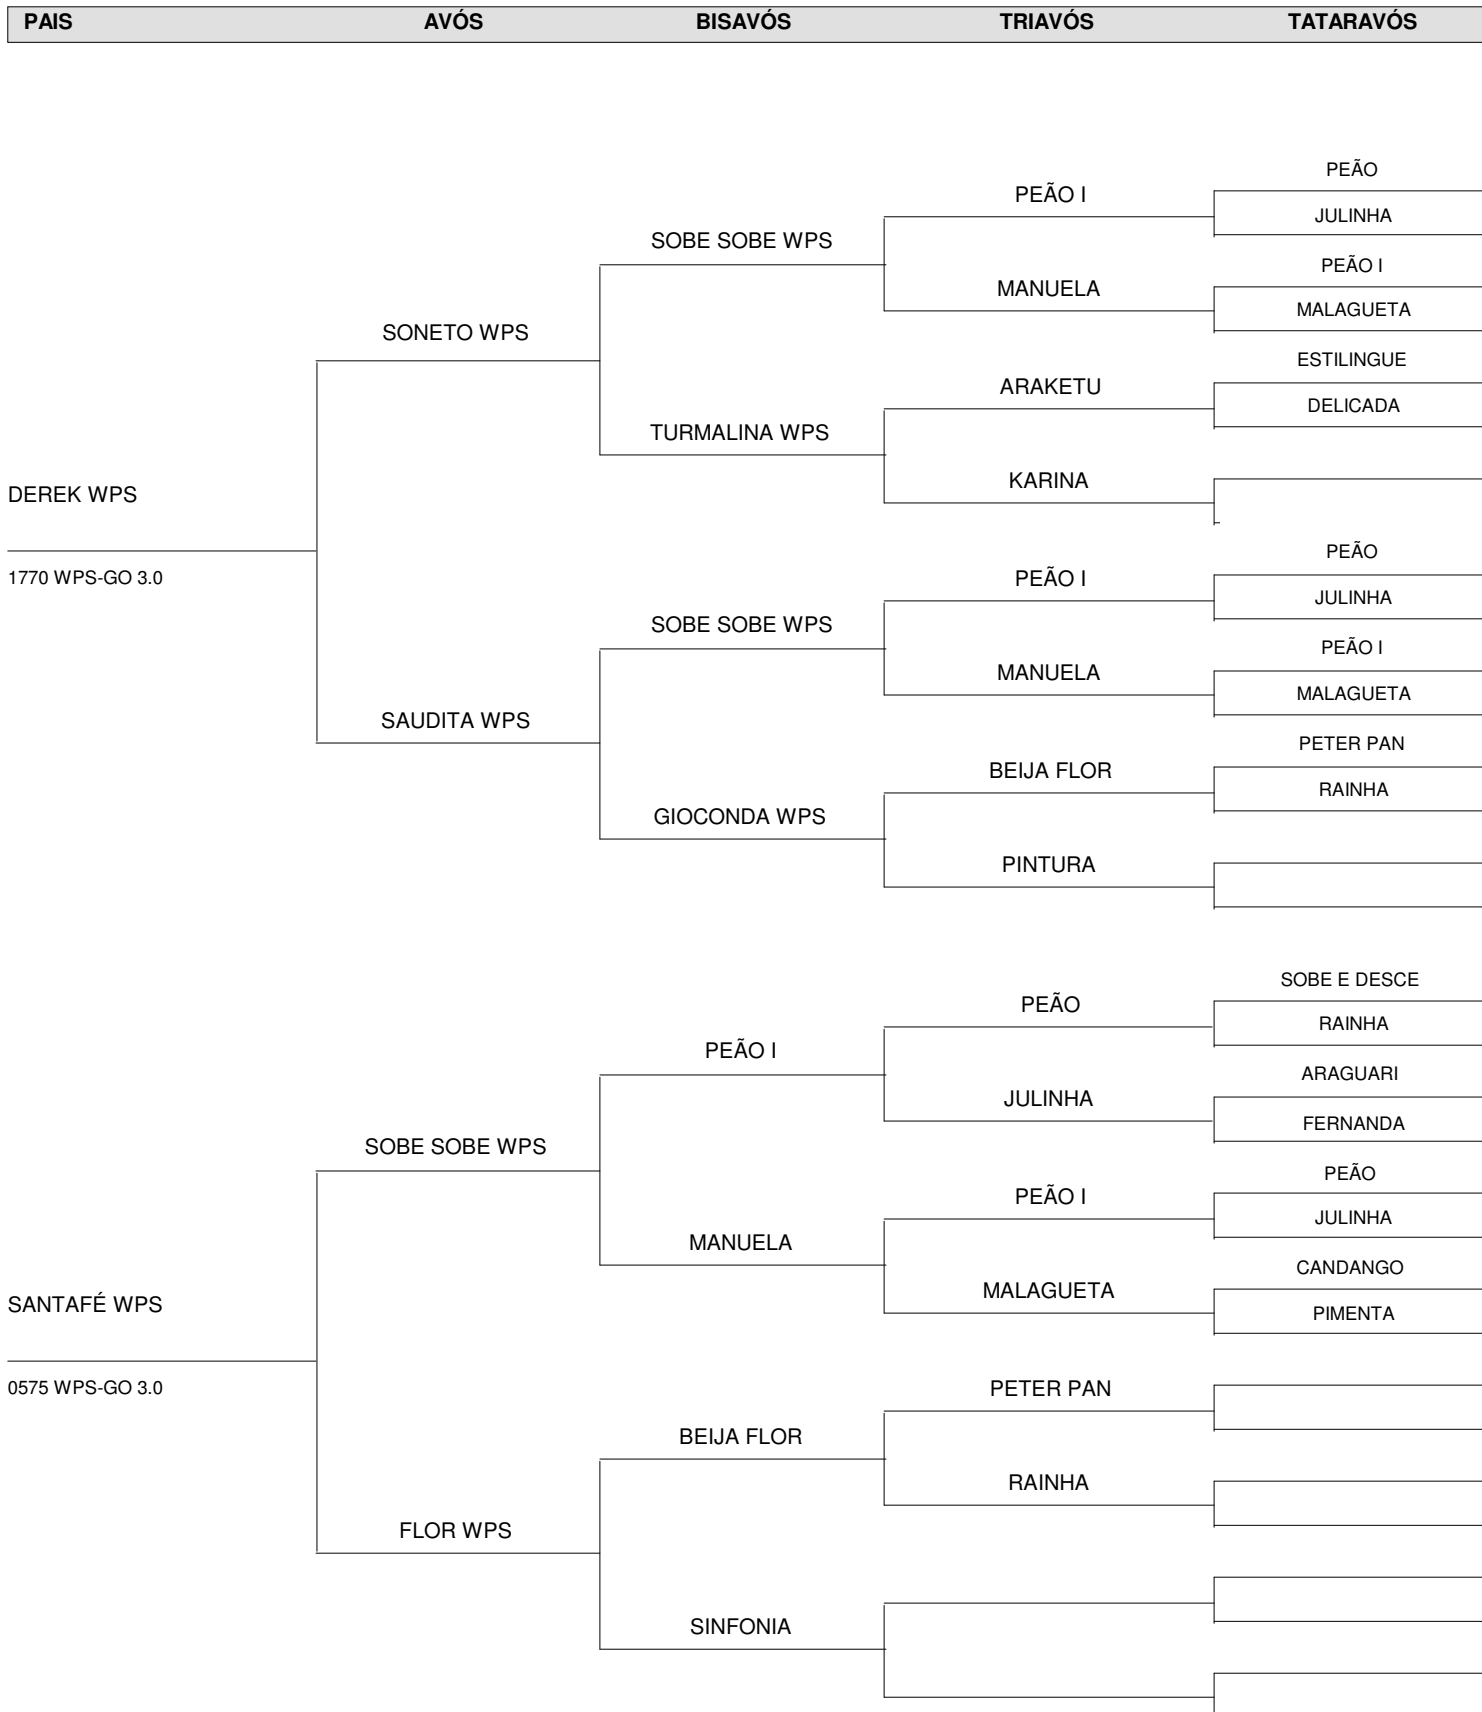 PAIS AVÓS BISAVÓS TRIAVÓS TATARAVÓS
PEÃO
PEÃO I
JULINHA
SOBE SOBE WPS
PEÃO I
MANUELA
MALAGUETA
SONETO WPS
ESTILINGUE
ARAKETU
DELICADA
TURMALINA WPS
KARINA
DEREK WPS
PEÃO
1770 WPS-GO 3.0
PEÃO I
JULINHA
SOBE SOBE WPS
PEÃO I
MANUELA
MALAGUETA
SAUDITA WPS
PETER PAN
BEIJA FLOR
RAINHA
GIOCONDA WPS
PINTURA
SOBE E DESCE
PEÃO
RAINHA
PEÃO I
ARAGUARI
JULINHA
FERNANDA
SOBE SOBE WPS
PEÃO
PEÃO I
JULINHA
MANUELA
CANDANGO
MALAGUETA
SANTAFÉ WPS
PIMENTA
0575 WPS-GO 3.0
PETER PAN
BEIJA FLOR
RAINHA
FLOR WPS
SINFONIA